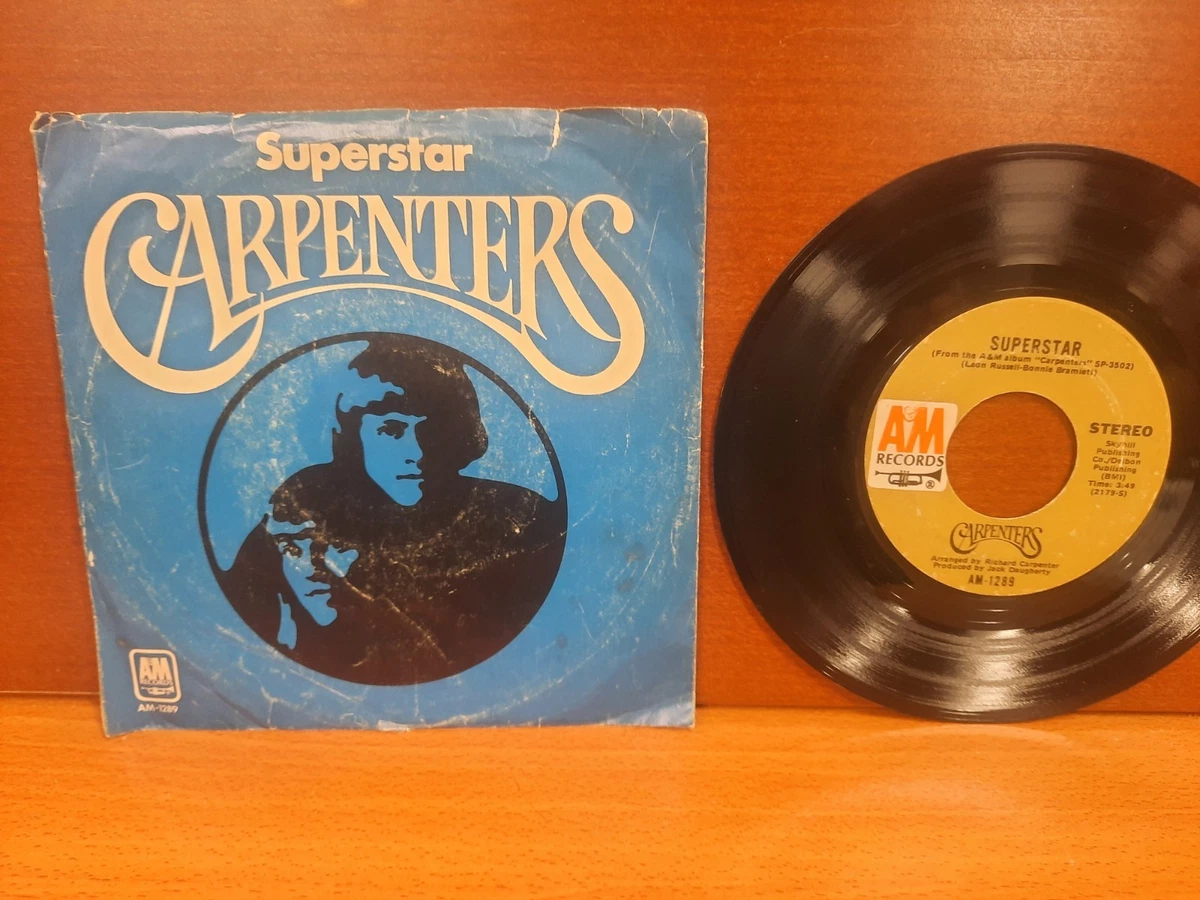 Superstar
CARPENTERS
A&M
RECORDS
AM-1289
SUPERSTAR
(From the A&M album "Carpenters" SP-3502)
(Leon Russell-Bonnie Bramlett)
A&M
RECORDS
®
STEREO
Skyhill
Publishing
Co./Delbon
Publishing
(BMI)
Time: 3:49
(2179-S)
CARPENTERS
Arranged by Richard Carpenter
Produced by Jack Daugherty
AM-1289